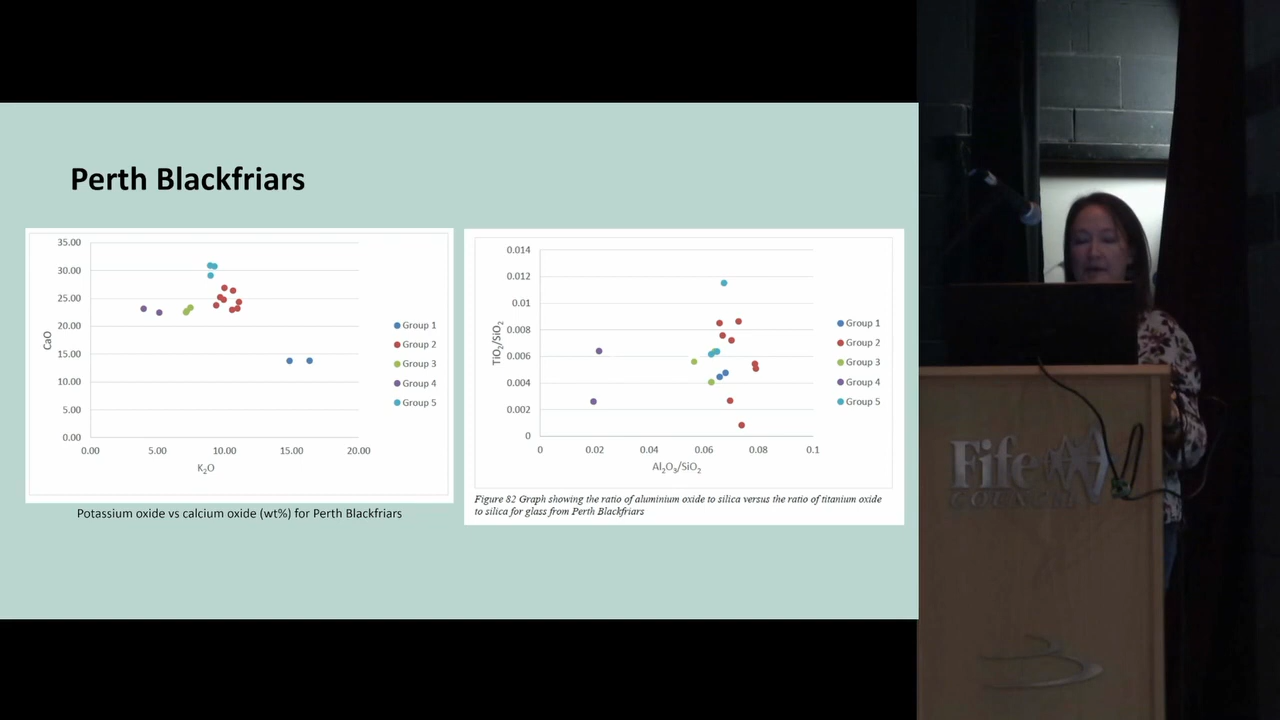 Perth Blackfriars
35.00
30.00
25.00
20.00
15.00
10.00
5.00
0.00
CaO
0.00 5.00 10.00 15.00 20.00
K₂O
Group 1
Group 2
Group 3
Group 4
Group 5
Potassium oxide vs calcium oxide (wt%) for Perth Blackfriars
0.014
0.012
0.01
0.008
0.006
0.004
0.002
0
TiO₂/SiO₂
0 0.02 0.04 0.06 0.08 0.1
Al₂O₃/SiO₂
Group 1
Group 2
Group 3
Group 4
Group 5
Figure 82 Graph showing the ratio of aluminium oxide to silica versus the ratio of titanium oxide
to silica for glass from Perth Blackfriars
Fife
COUNCIL